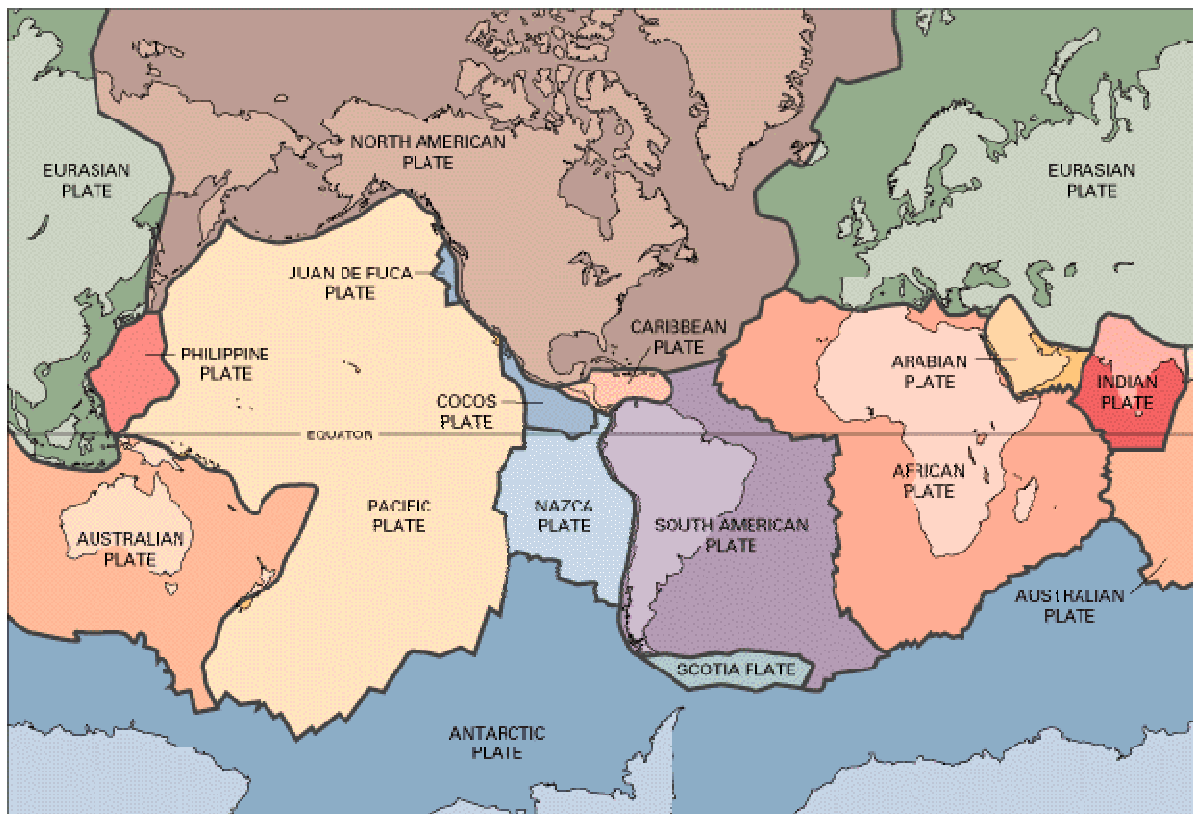 NORTH AMERICAN
PLATE
EURASIAN
PLATE
EURASIAN
PLATE
JUAN DE FUCA
PLATE
CARIBBEAN
PLATE
PHILIPPINE
PLATE
ARABIAN
PLATE
INDIAN
PLATE
COCOS
PLATE
EQUATOR
AFRICAN
PLATE
PACIFIC
PLATE
NAZCA
PLATE
SOUTH AMERICAN
PLATE
AUSTRALIAN
PLATE
AUSTRALIAN
PLATE
SCOTIA PLATE
ANTARCTIC
PLATE